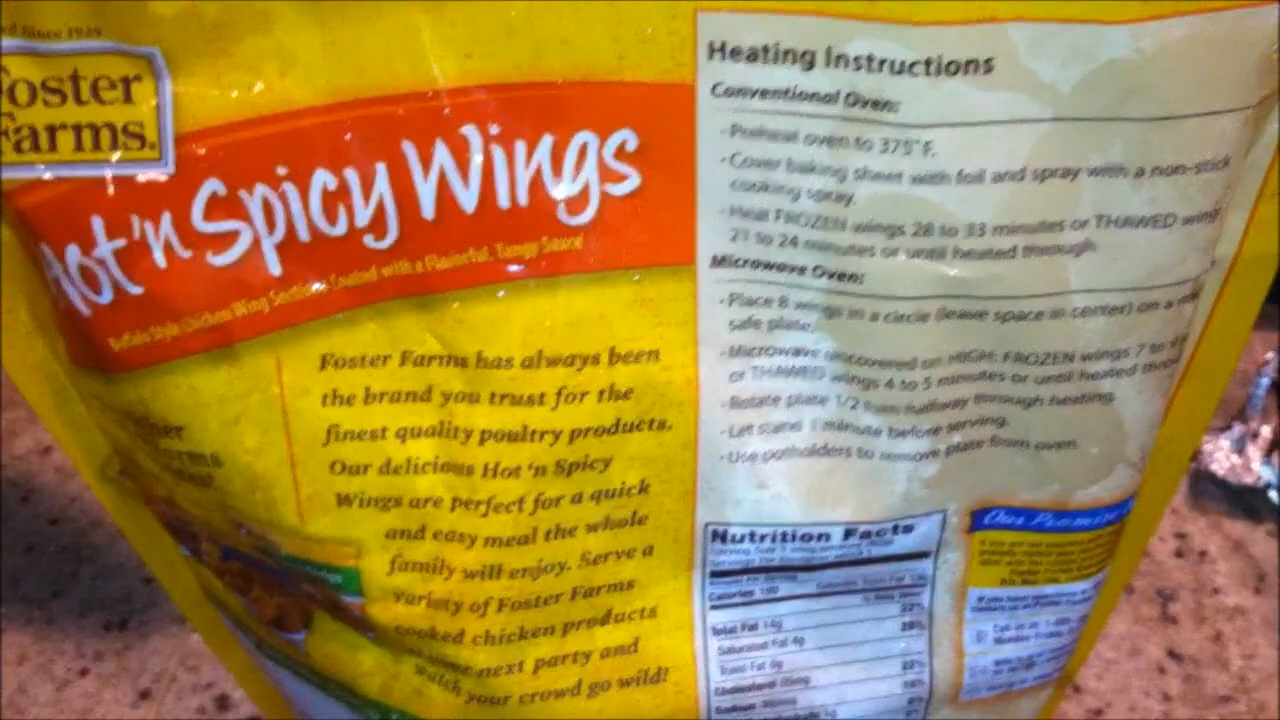 Since 1939
Foster
Farms.
Hot 'n Spicy Wings
Buffalo Style Chicken Wing Sections Coated with a Flavorful, Tangy Sauce
Foster Farms has always been
the brand you trust for the
finest quality poultry products.
Our delicious Hot 'n Spicy
Wings are perfect for a quick
and easy meal the whole
family will enjoy. Serve a
variety of Foster Farms
cooked chicken products
next party and
watch your crowd go wild!
Heating Instructions
Conventional Oven:
- Preheat oven to 375°F.
- Cover baking sheet with foil and spray with a non-stick
cooking spray.
- Heat FROZEN wings 28 to 33 minutes or THAWED wings
21 to 24 minutes or until heated through.
Microwave Oven:
- Place 8 wings in a circle (leave space in center) on a
safe plate.
- Microwave uncovered on HIGH: FROZEN wings 7 to
or THAWED wings 4 to 5 minutes or until heated
- Rotate plate 1/2 turn halfway through heating.
- Let stand 1 minute before serving.
- Use potholders to remove plate from oven.
Nutrition Facts
Calories 190
Total Fat 14g 22%
Saturated Fat 4g
Trans Fat 0g
Cholesterol
Sodium
Our Promise